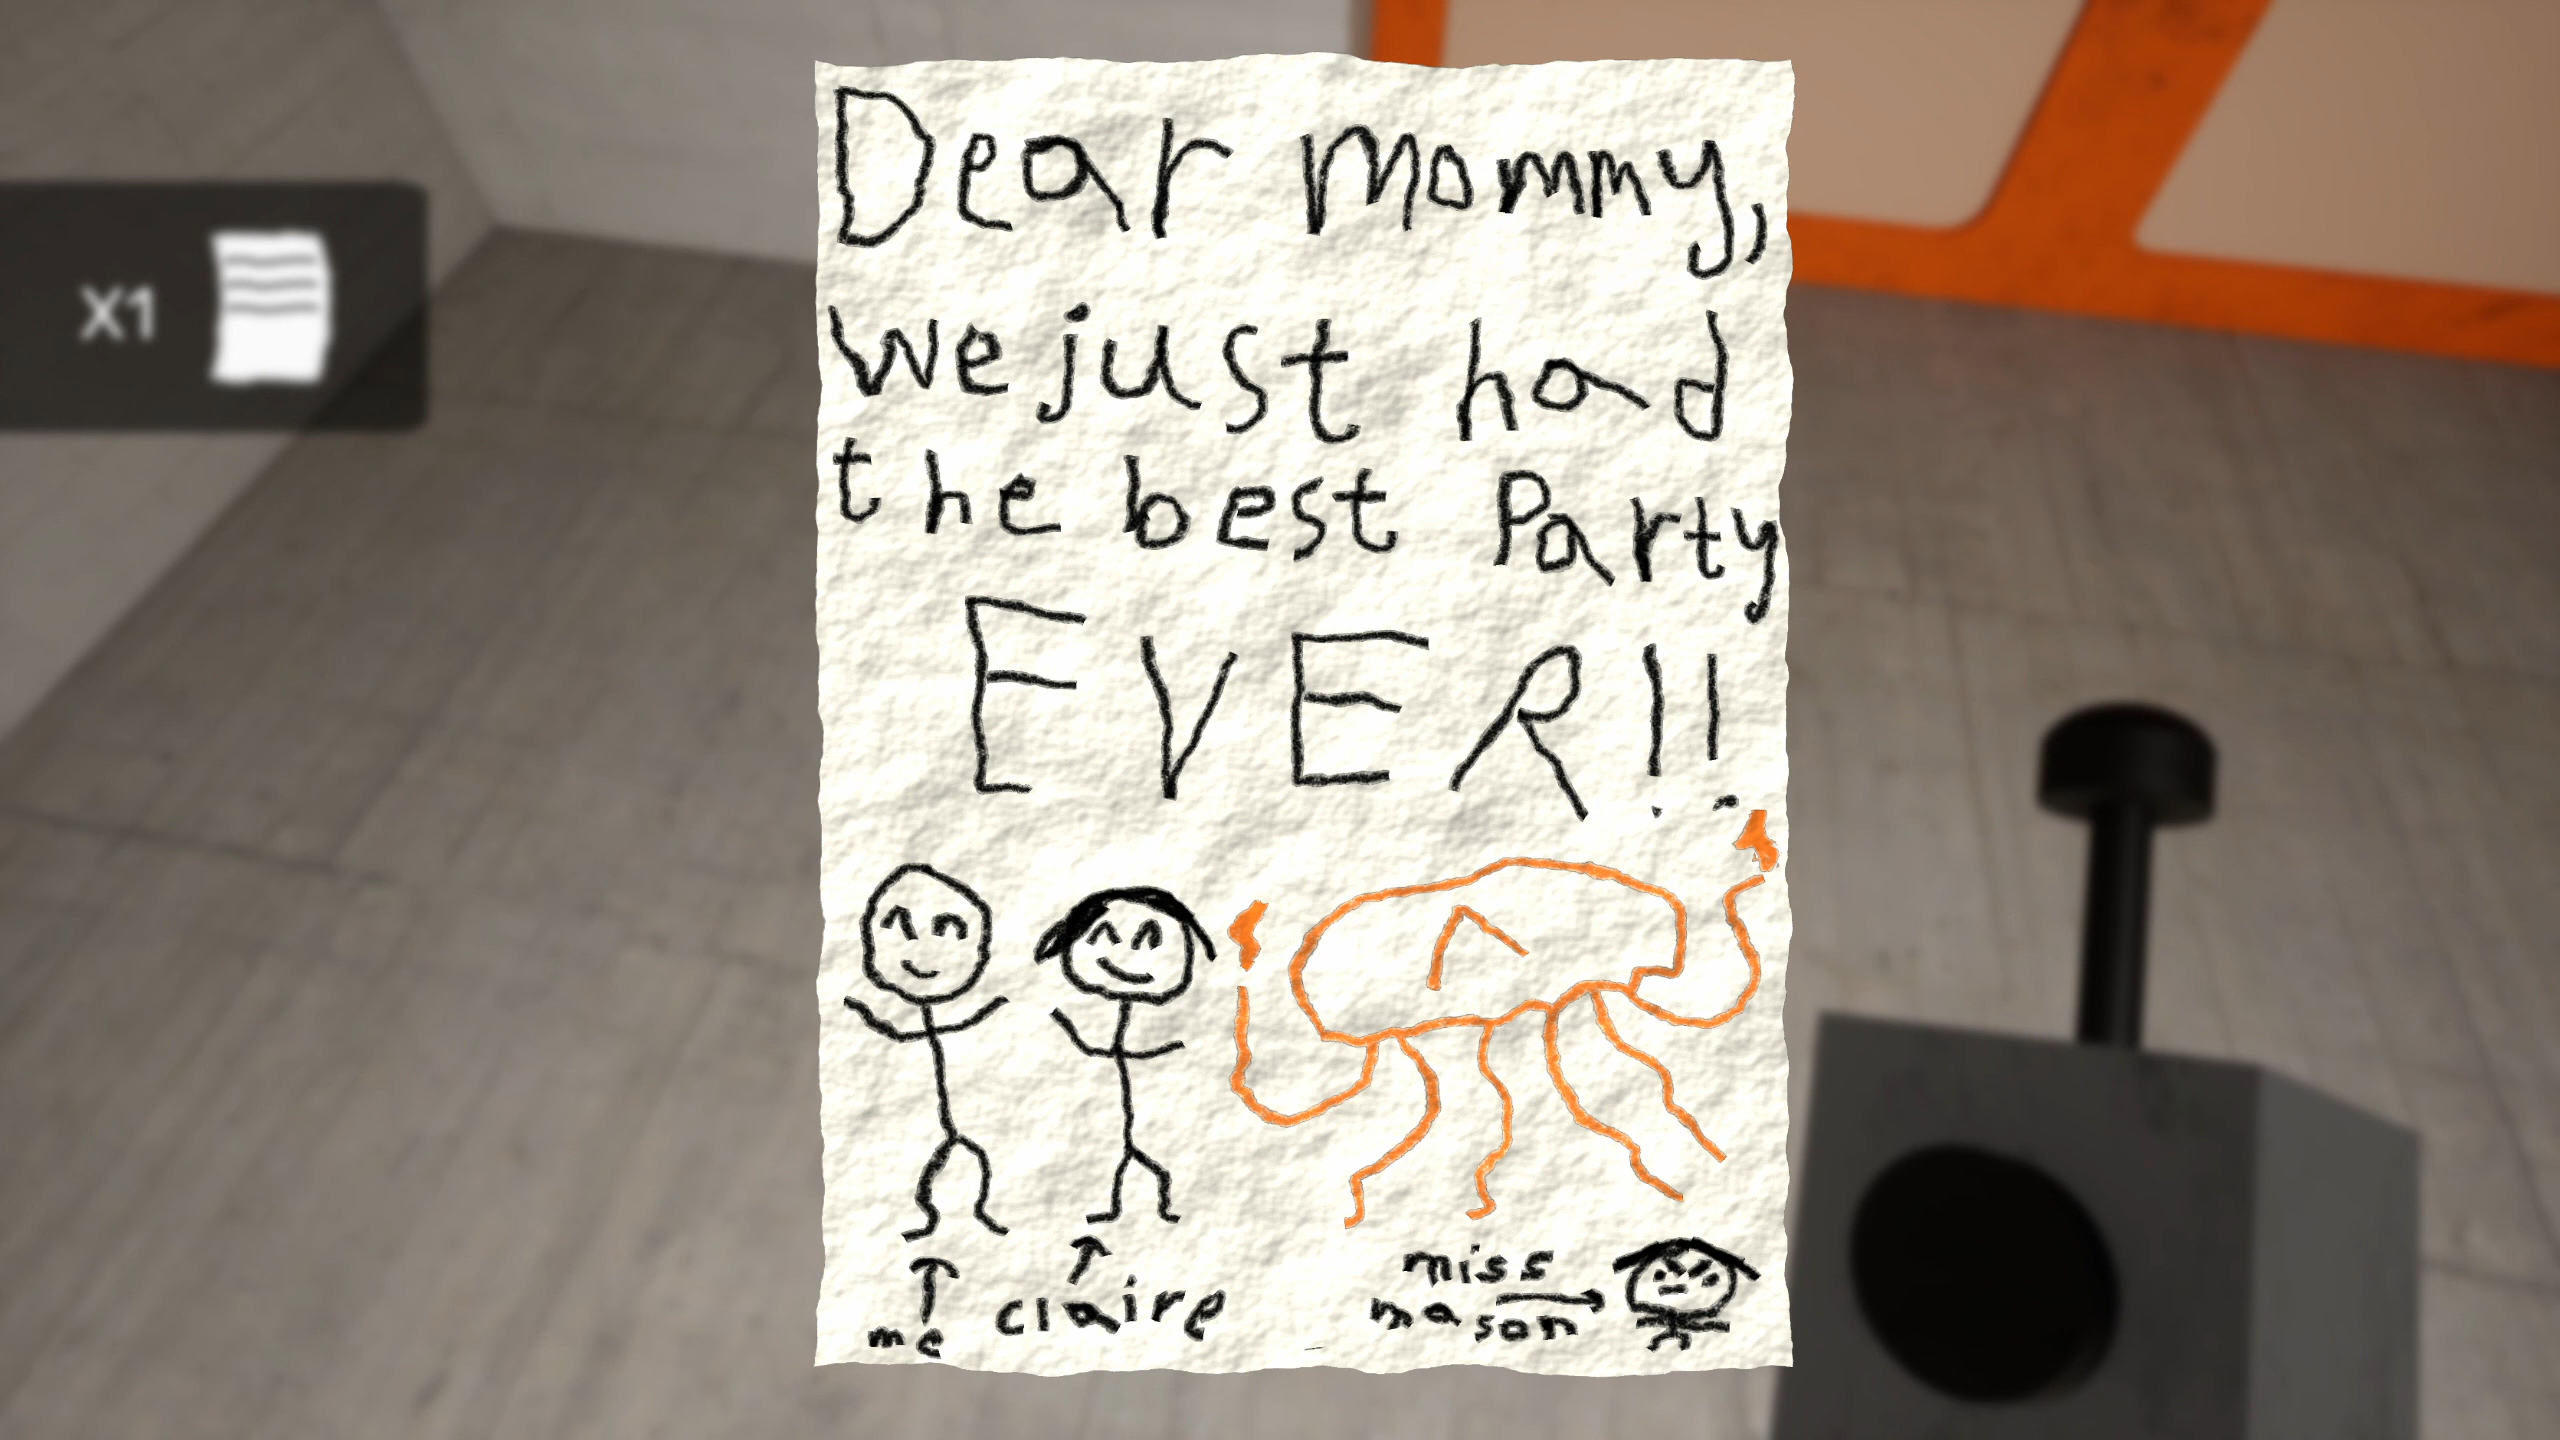 X1
Dear mommy,
we just had
the best Party
EVER!!
me
claire
miss
mason